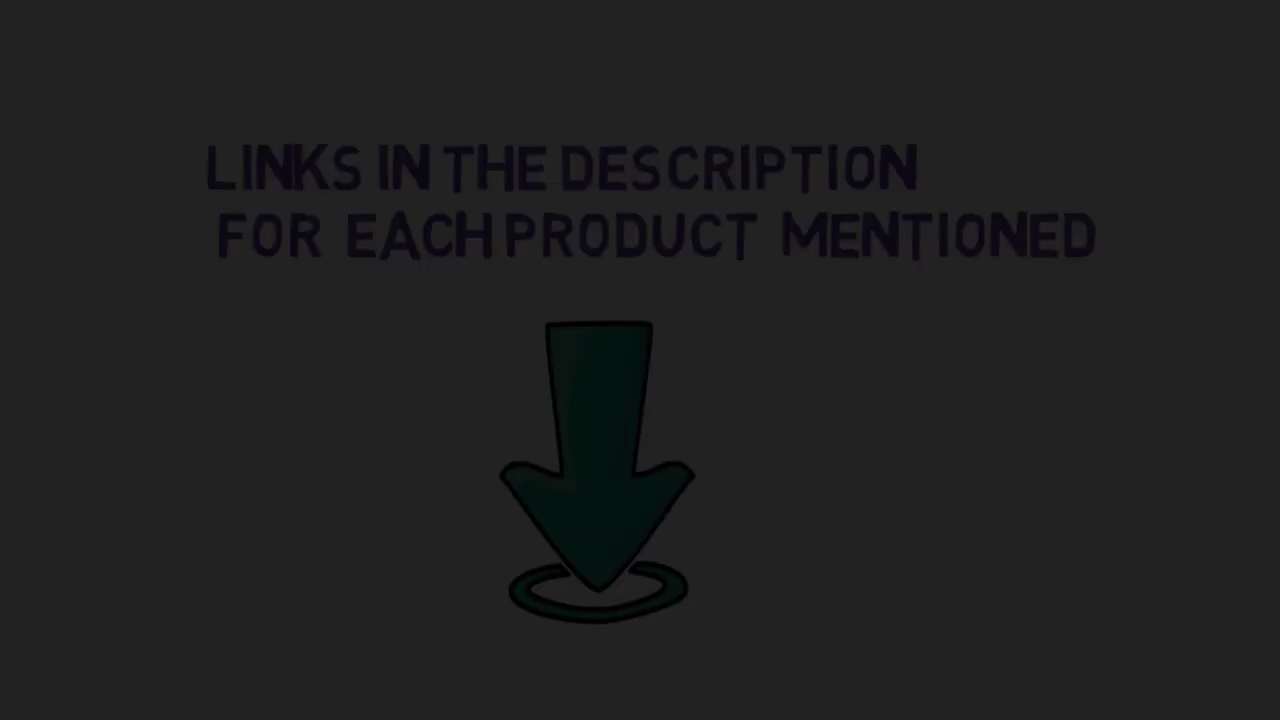 LINKS IN THE DESCRIPTION
FOR EACH PRODUCT MENTIONED